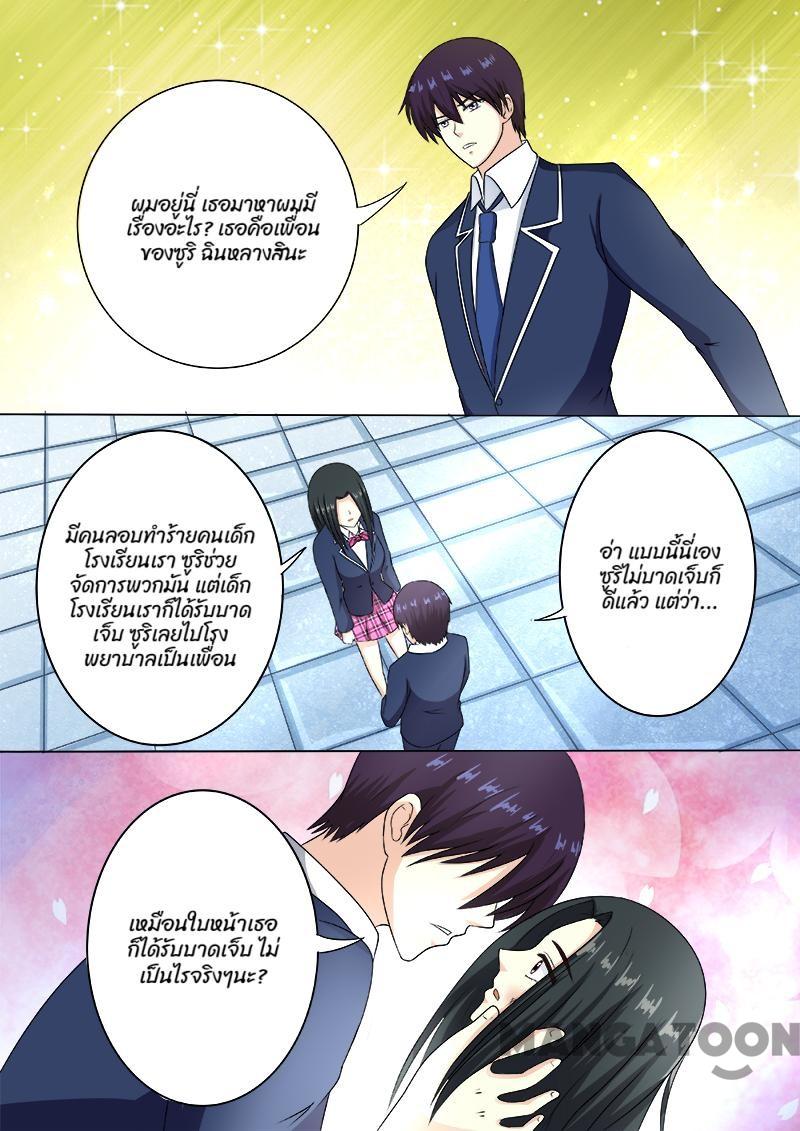 ผมอยู่นี่ เธอมาหาผมมี
เรื่องอะไร? เธอคือเพื่อน
ของซูริ ฉินหลางสินะ
มีคนลอบทำร้ายคนเด็ก
โรงเรียนเรา ซูริช่วย
จัดการพวกมัน แต่เด็ก
โรงเรียนเราก็ได้รับบาด
เจ็บ ซูริเลยไปโรง
พยาบาลเป็นเพื่อน
อ่า แบบนี้นี่เอง
ซูริไม่บาดเจ็บก็
ดีแล้ว แต่ว่า...
เหมือนใบหน้าเธอ
ก็ได้รับบาดเจ็บ ไม่
เป็นไรจริงๆนะ?
MANGATOON